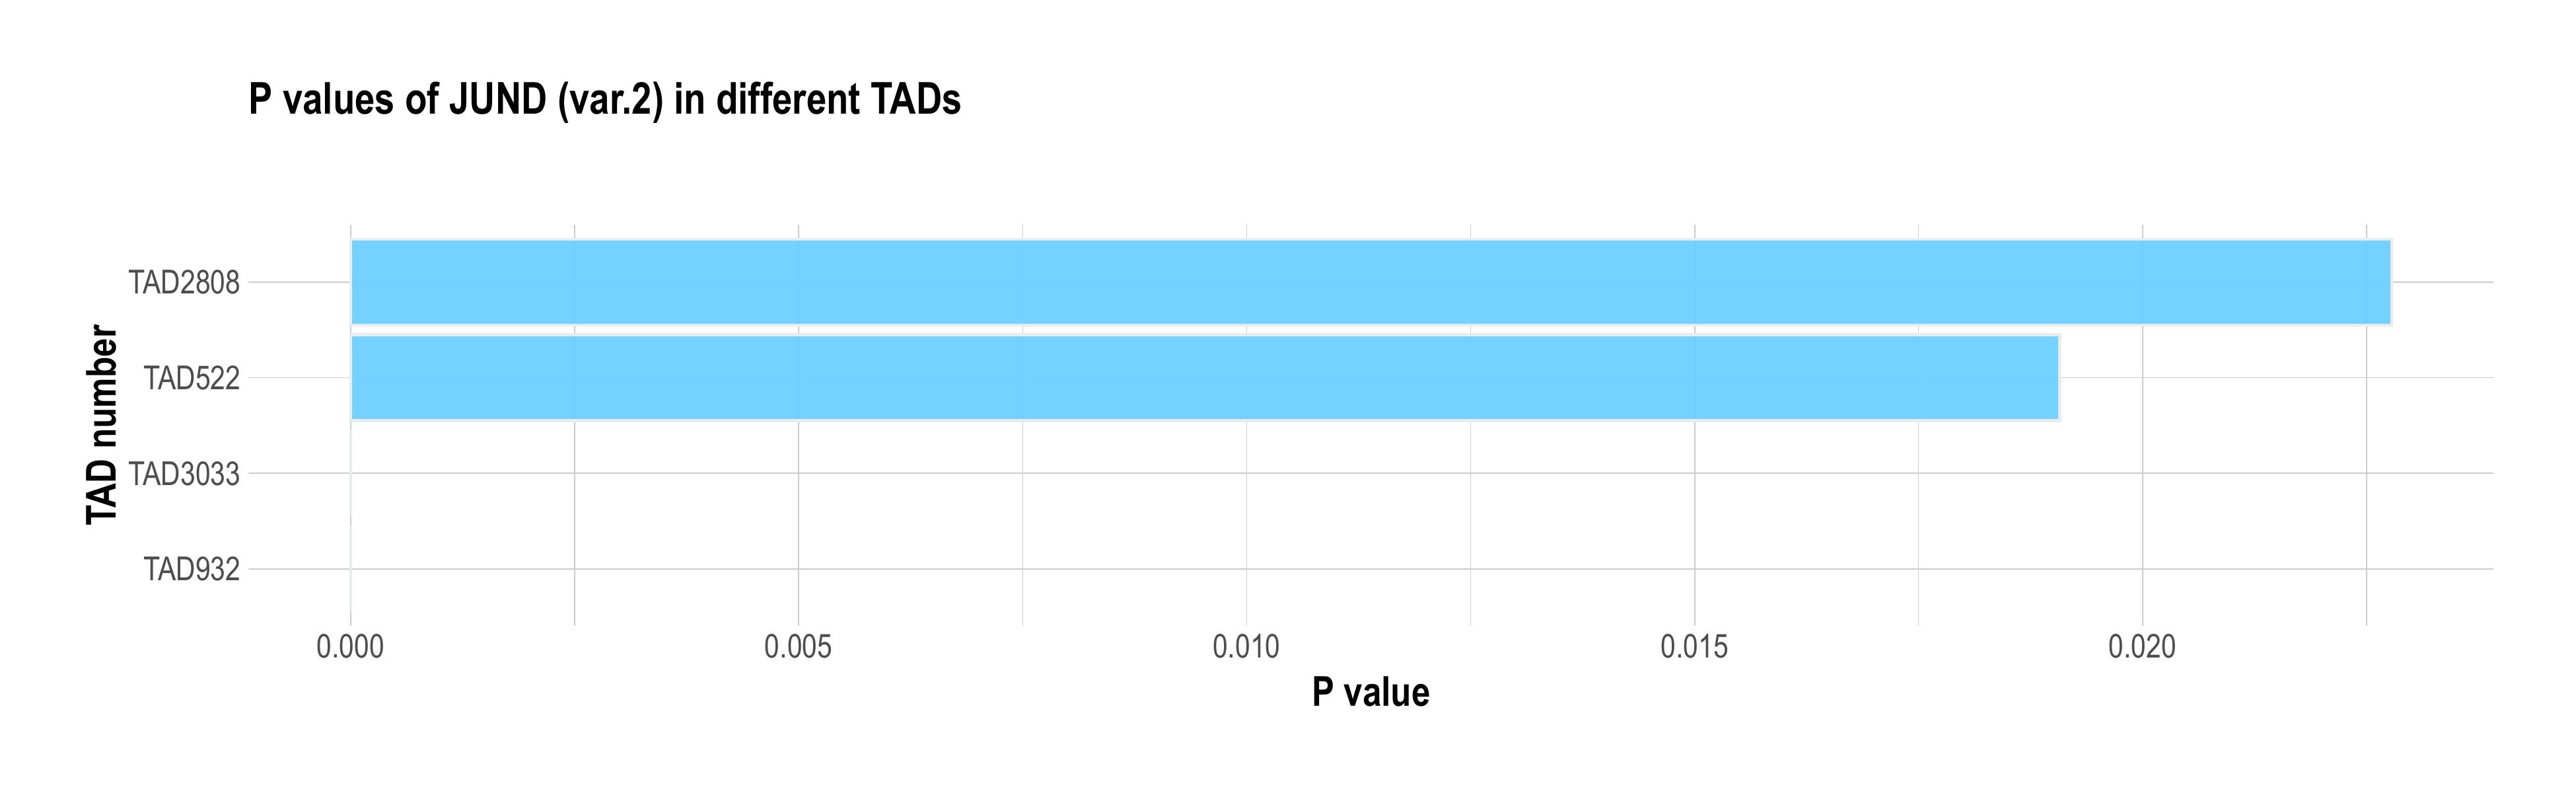 P values of JUND (var.2) in different TADs
TAD number
TAD2808
TAD522
TAD3033
TAD932
0.000 0.005 0.010 0.015 0.020
P value